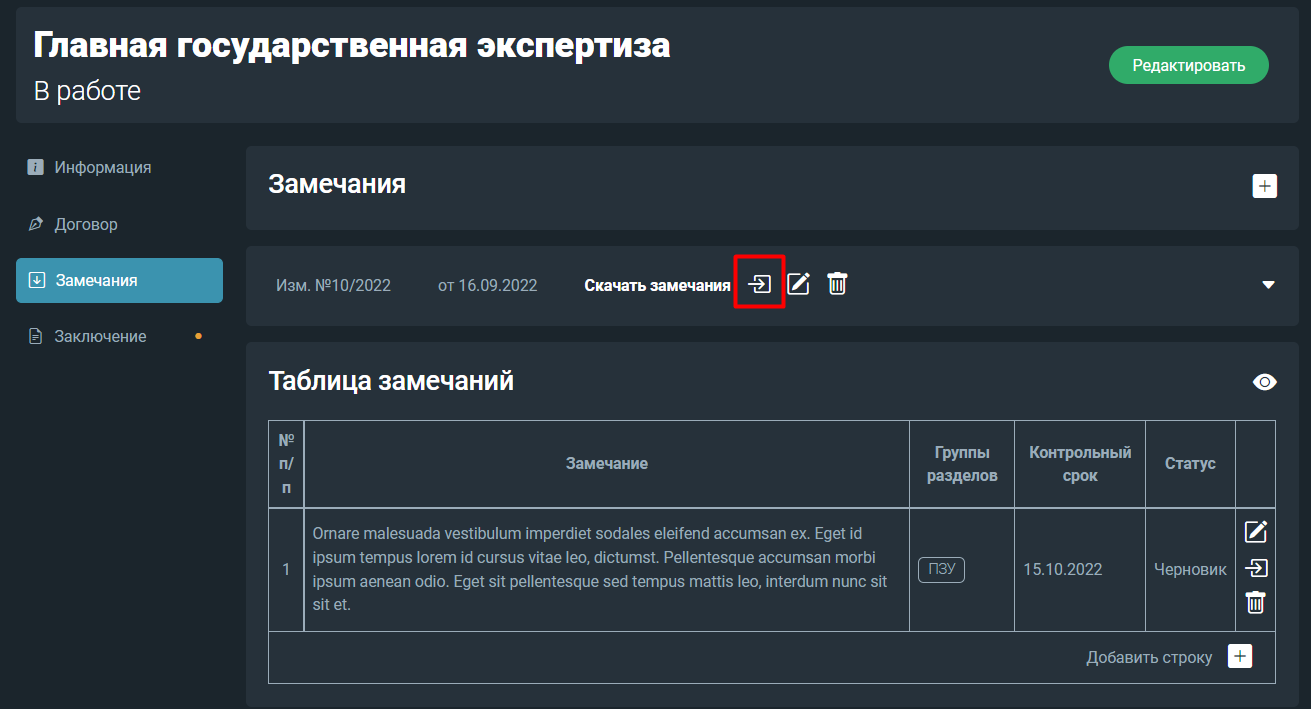 Главная государственная экспертиза
В работе
Редактировать
Информация
Договор
Замечания
Заключение
Замечания
Изм. №10/2022 от 16.09.2022 Скачать замечания
Таблица замечаний
№
п/
п
Замечание
Группы
разделов
Контрольный
срок
Статус
1
Ornare malesuada vestibulum imperdiet sodales eleifend accumsan ex. Eget id
ipsum tempus lorem id cursus vitae leo, dictumst. Pellentesque accumsan morbi
ipsum aenean odio. Eget sit pellentesque sed tempus mattis leo, interdum nunc sit
sit et.
ПЗУ
15.10.2022
Черновик
Добавить строку